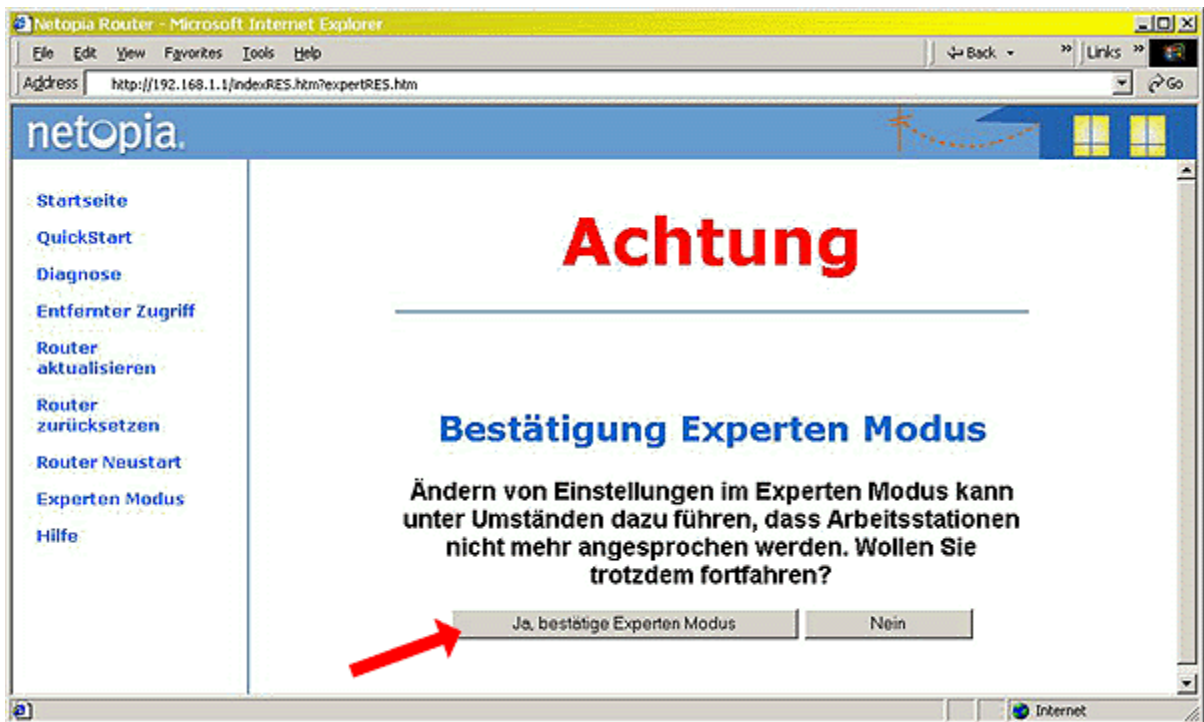 Netopia Router - Microsoft Internet Explorer
File Edit View Favorites Tools Help
Back
»
Links »
Address http://192.168.1.1/indexRES.htm?expertRES.htm
Go
netopia.
Startseite
QuickStart
Diagnose
Entfernter Zugriff
Router
aktualisieren
Router
zurücksetzen
Router Neustart
Experten Modus
Hilfe
Achtung
Bestätigung Experten Modus
Ändern von Einstellungen im Experten Modus kann
unter Umständen dazu führen, dass Arbeitsstationen
nicht mehr angesprochen werden. Wollen Sie
trotzdem fortfahren?
Ja, bestätige Experten Modus
Nein
Internet